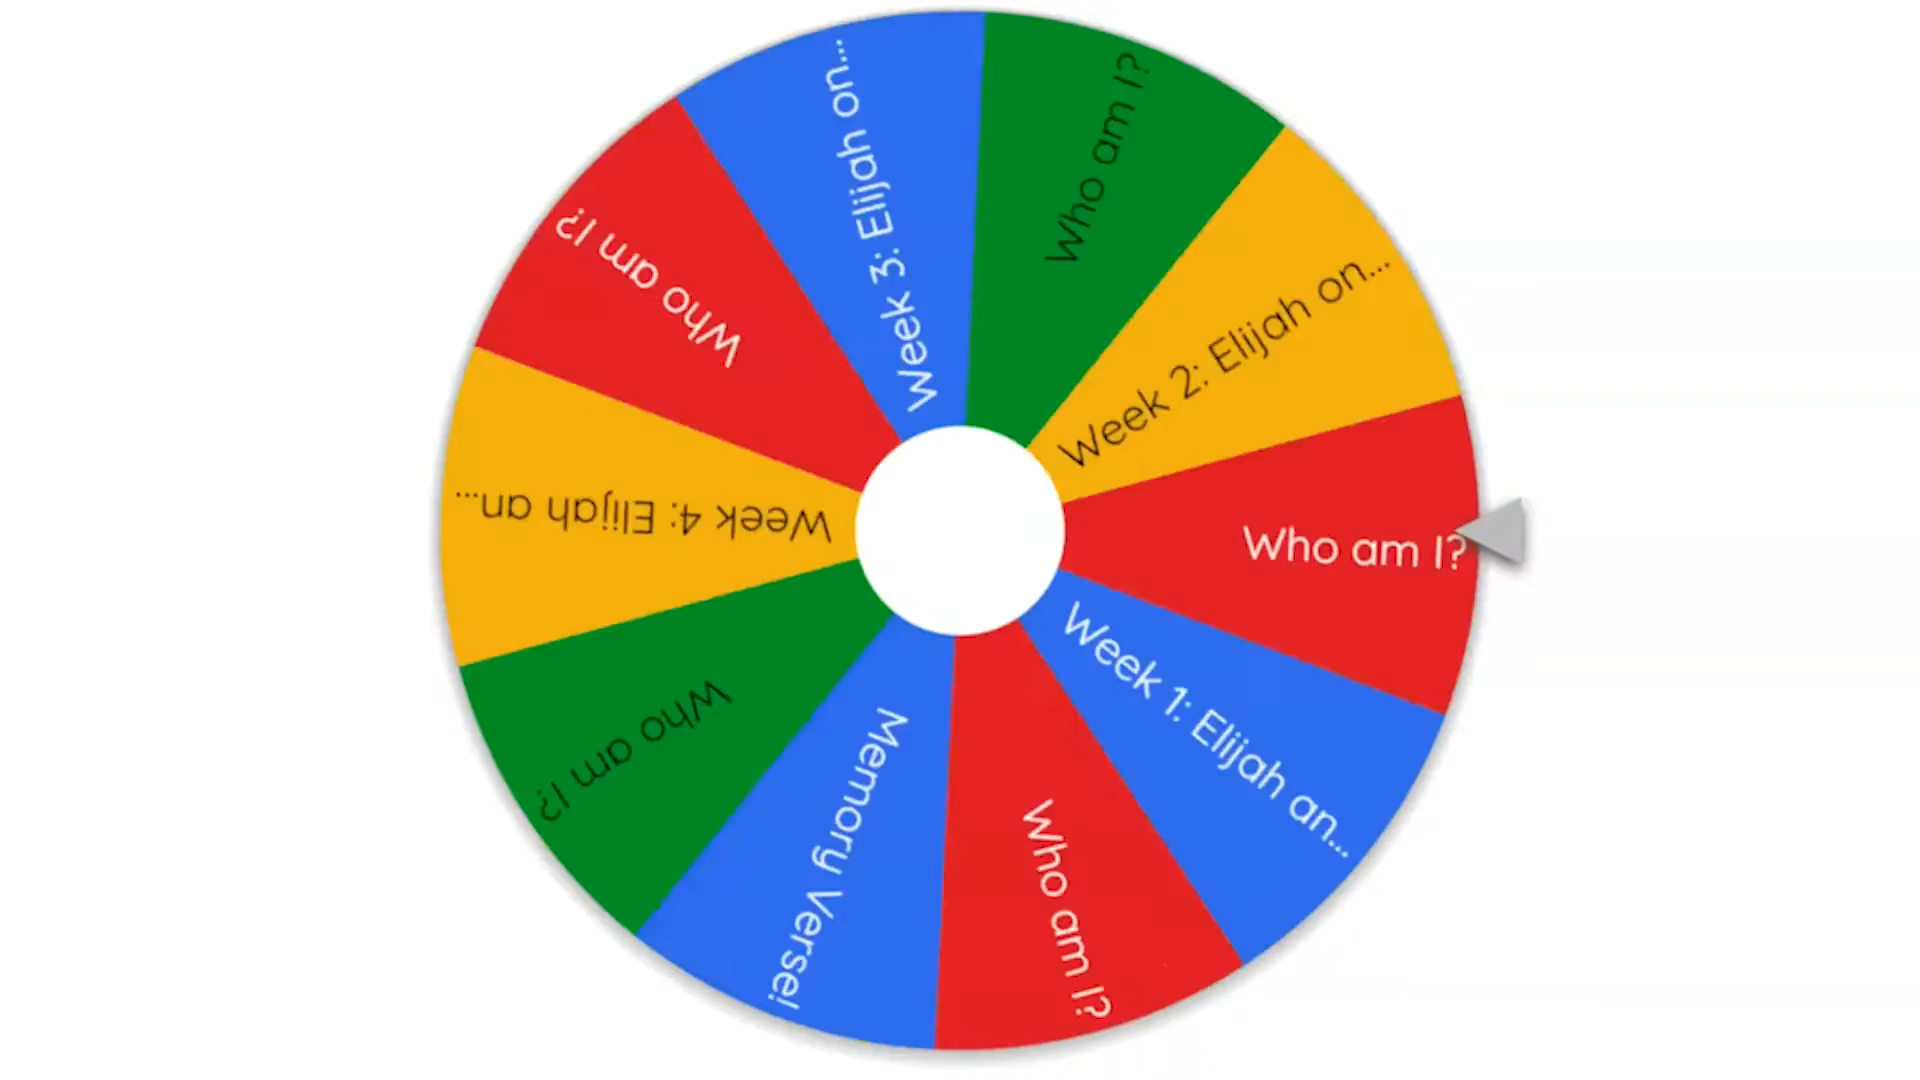 Week 3: Elijah on...
Who am I?
Week 2: Elijah on...
Who am I?
Week 1: Elijah an...
Who am I?
Memory Verse!
Who am I?
Week 4: Elijah an...
Who am I?